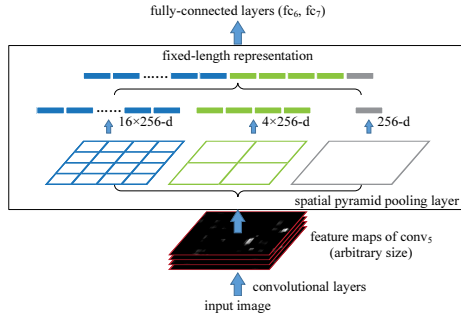 fully-connected layers (fc₆, fc₇)
fixed-length representation
......
......
16×256-d
4×256-d
256-d
spatial pyramid pooling layer
feature maps of conv₅
(arbitrary size)
convolutional layers
input image